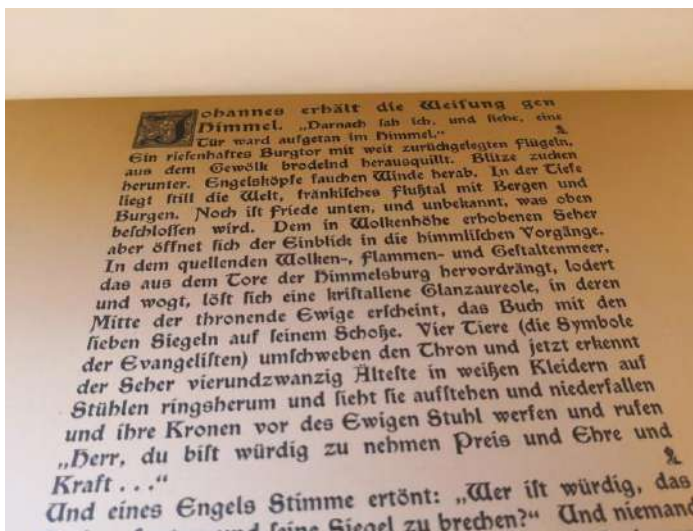 Johannes erhält die Weiſung gen
Himmel. „Darnach ſah ich, und ſiehe, eine
Tür ward aufgetan im Himmel.“
Ein rieſenhaftes Burgtor mit weit zurückgelegten Flügeln,
aus dem Gewölk brodelnd herausquillt. Blitze zucken
herunter. Engelsköpfe fauchen Winde herab. In der Tiefe
liegt ſtill die Welt, fränkiſches Flußtal mit Bergen und
Burgen. Noch iſt Friede unten, und unbekannt, was oben
beſchloſſen wird. Dem in Wolkenhöhe erhobenen Seher
aber öffnet ſich der Einblick in die himmliſchen Vorgänge.
In dem quellenden Wolken-, Flammen- und Geſtaltenmeer,
das aus dem Tore der Himmelsburg hervordrängt, lodert
und wogt, löſt ſich eine kriſtallene Glanzaureole, in deren
Mitte der thronende Ewige erſcheint, das Buch mit den
ſieben Siegeln auf ſeinem Schoße. Vier Tiere (die Symbole
der Evangeliſten) umſchweben den Thron und jetzt erkennt
der Seher vierundzwanzig Älteſte in weißen Kleidern auf
Stühlen ringsherum und ſieht ſie aufſtehen und niederfallen
und ihre Kronen vor des Ewigen Stuhl werfen und rufen
„Herr, du biſt würdig zu nehmen Preis und Ehre und
Kraft . . .“
Und eines Engels Stimme ertönt: „Wer iſt würdig, das
und ſeine Siegel zu brechen?“ Und niemand